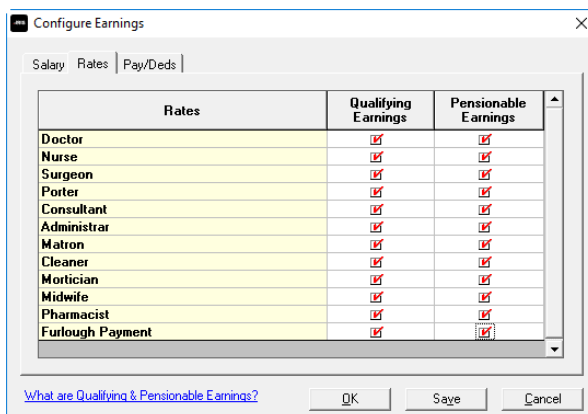 Configure Earnings
Salary Rates Pay/Deds
Rates Qualifying Earnings Pensionable Earnings
Doctor
Nurse
Surgeon
Porter
Consultant
Administrar
Matron
Cleaner
Mortician
Midwife
Pharmacist
Furlough Payment
What are Qualifying & Pensionable Earnings? OK Save Cancel